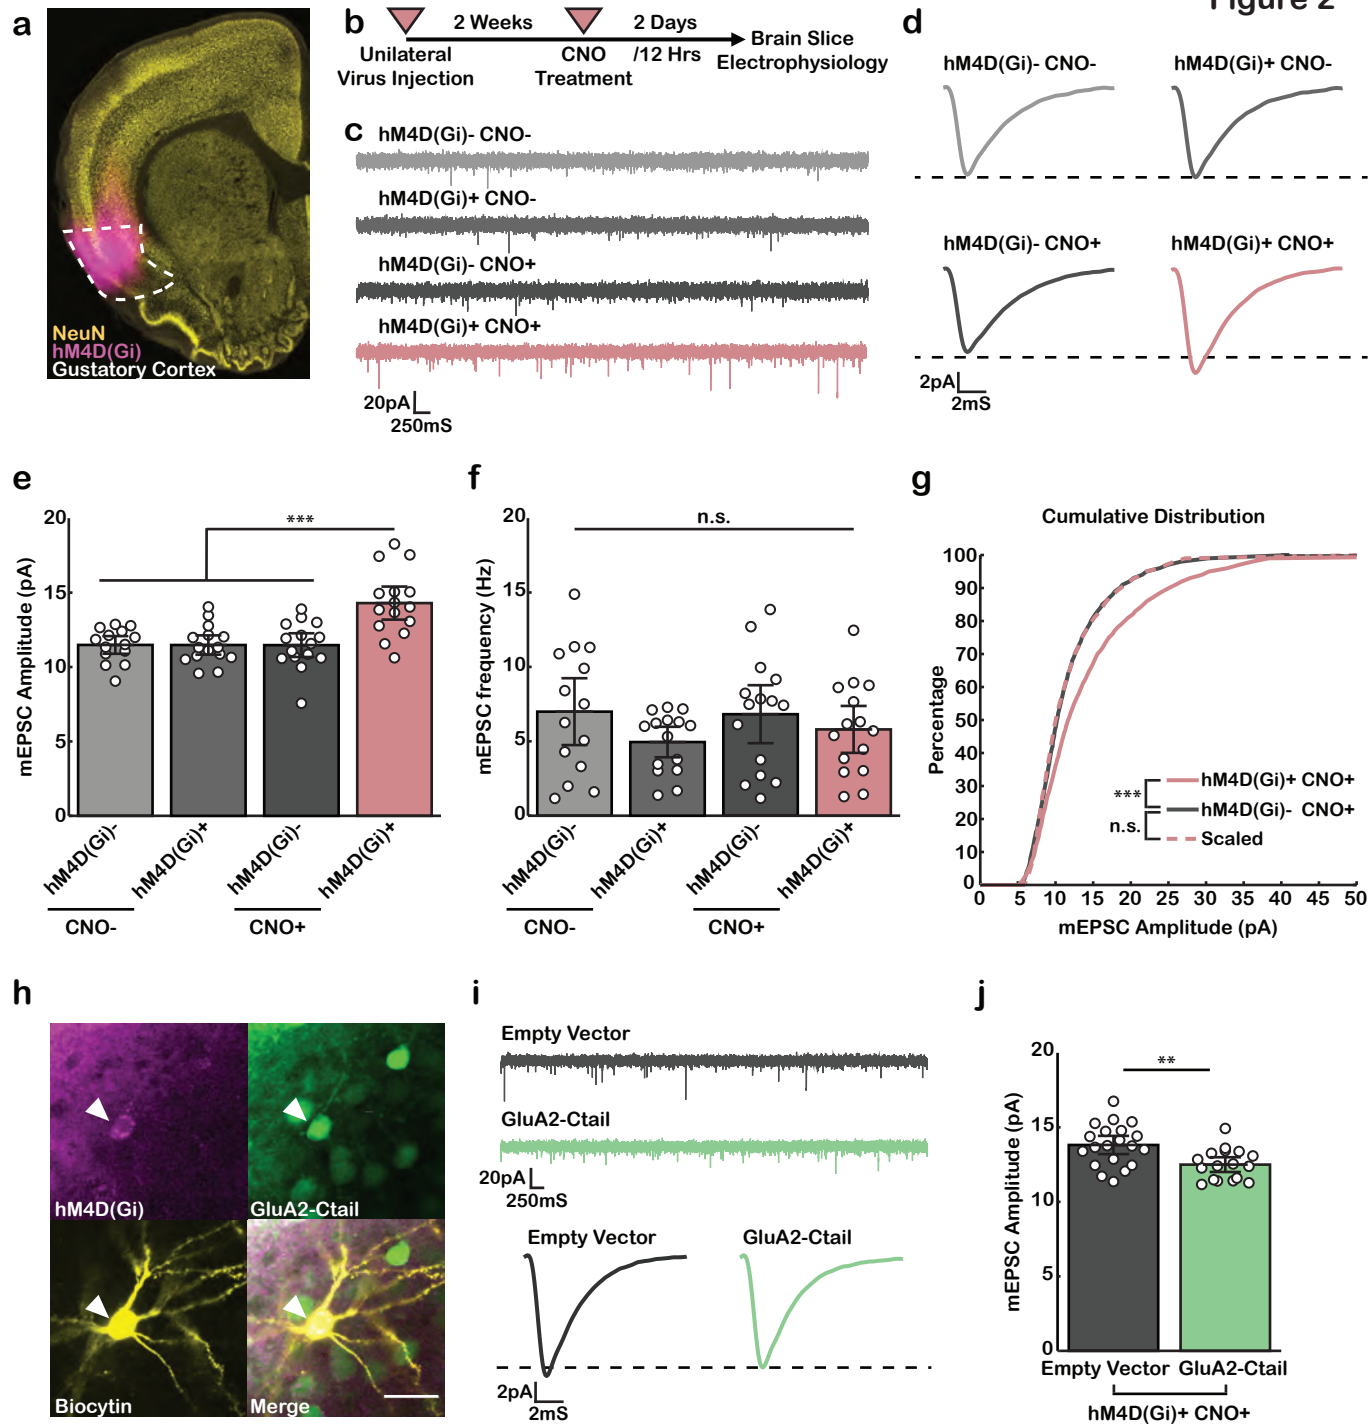 Figure 2
a
NeuN
hM4D(Gi)
Gustatory Cortex
b
2 Weeks
2 Days
Unilateral
Virus Injection
CNO
Treatment
/12 Hrs
Brain Slice
Electrophysiology
c
hM4D(Gi)- CNO-
hM4D(Gi)+ CNO-
hM4D(Gi)- CNO+
hM4D(Gi)+ CNO+
20pA
250mS
d
hM4D(Gi)- CNO-
hM4D(Gi)+ CNO-
hM4D(Gi)- CNO+
hM4D(Gi)+ CNO+
2pA
2mS
e
mEPSC Amplitude (pA)
20
15
10
5
0
***
hM4D(Gi)-
hM4D(Gi)+
hM4D(Gi)-
hM4D(Gi)+
CNO-
CNO+
f
mEPSC frequency (Hz)
20
15
10
5
0
n.s.
hM4D(Gi)-
hM4D(Gi)+
hM4D(Gi)-
hM4D(Gi)+
CNO-
CNO+
g
Cumulative Distribution
Percentage
100
90
80
70
60
50
40
30
20
10
0
0 5 10 15 20 25 30 35 40 45 50
mEPSC Amplitude (pA)
***
n.s.
hM4D(Gi)+ CNO+
hM4D(Gi)- CNO+
Scaled
h
hM4D(Gi)
GluA2-Ctail
Biocytin
Merge
i
Empty Vector
GluA2-Ctail
20pA
250mS
Empty Vector
GluA2-Ctail
2pA
2mS
j
mEPSC Amplitude (pA)
20
15
10
5
0
**
Empty Vector GluA2-Ctail
hM4D(Gi)+ CNO+